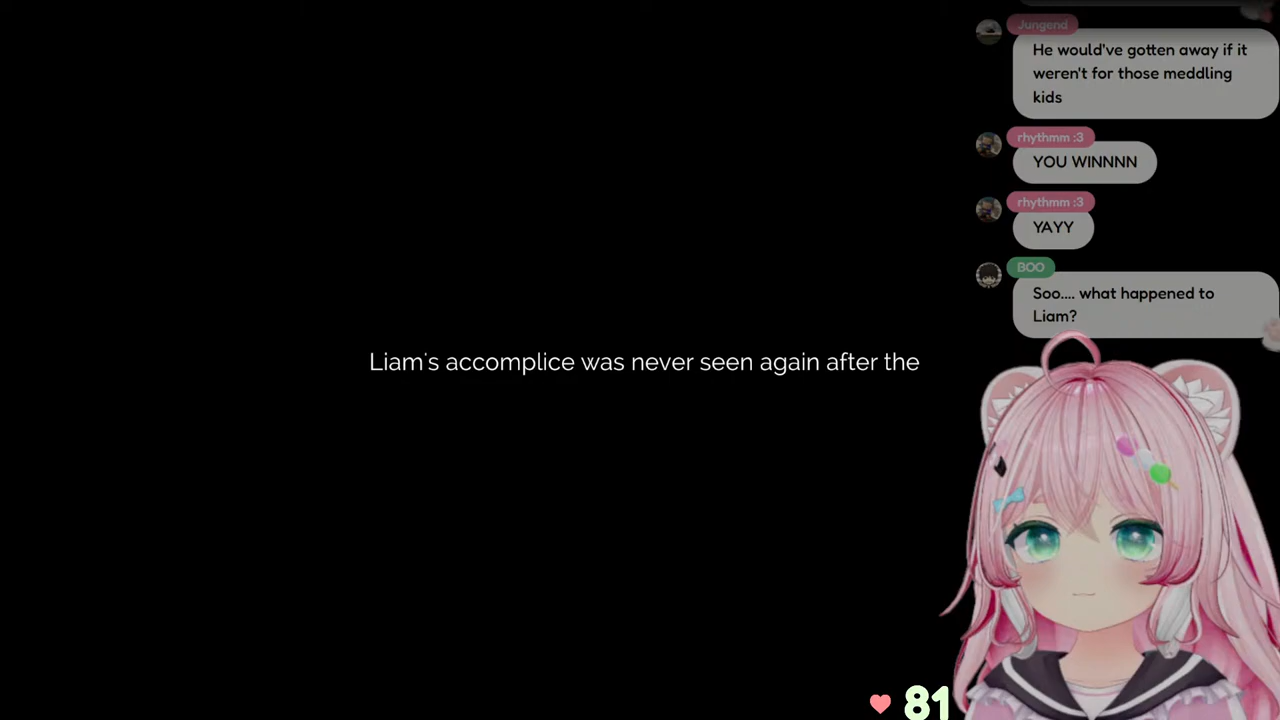 Jungend
He would've gotten away if it
weren't for those meddling
kids
rhythmm :3
YOU WINNNN
rhythmm :3
YAYY
BOO
Soo.... what happened to
Liam?
Liam's accomplice was never seen again after the
81